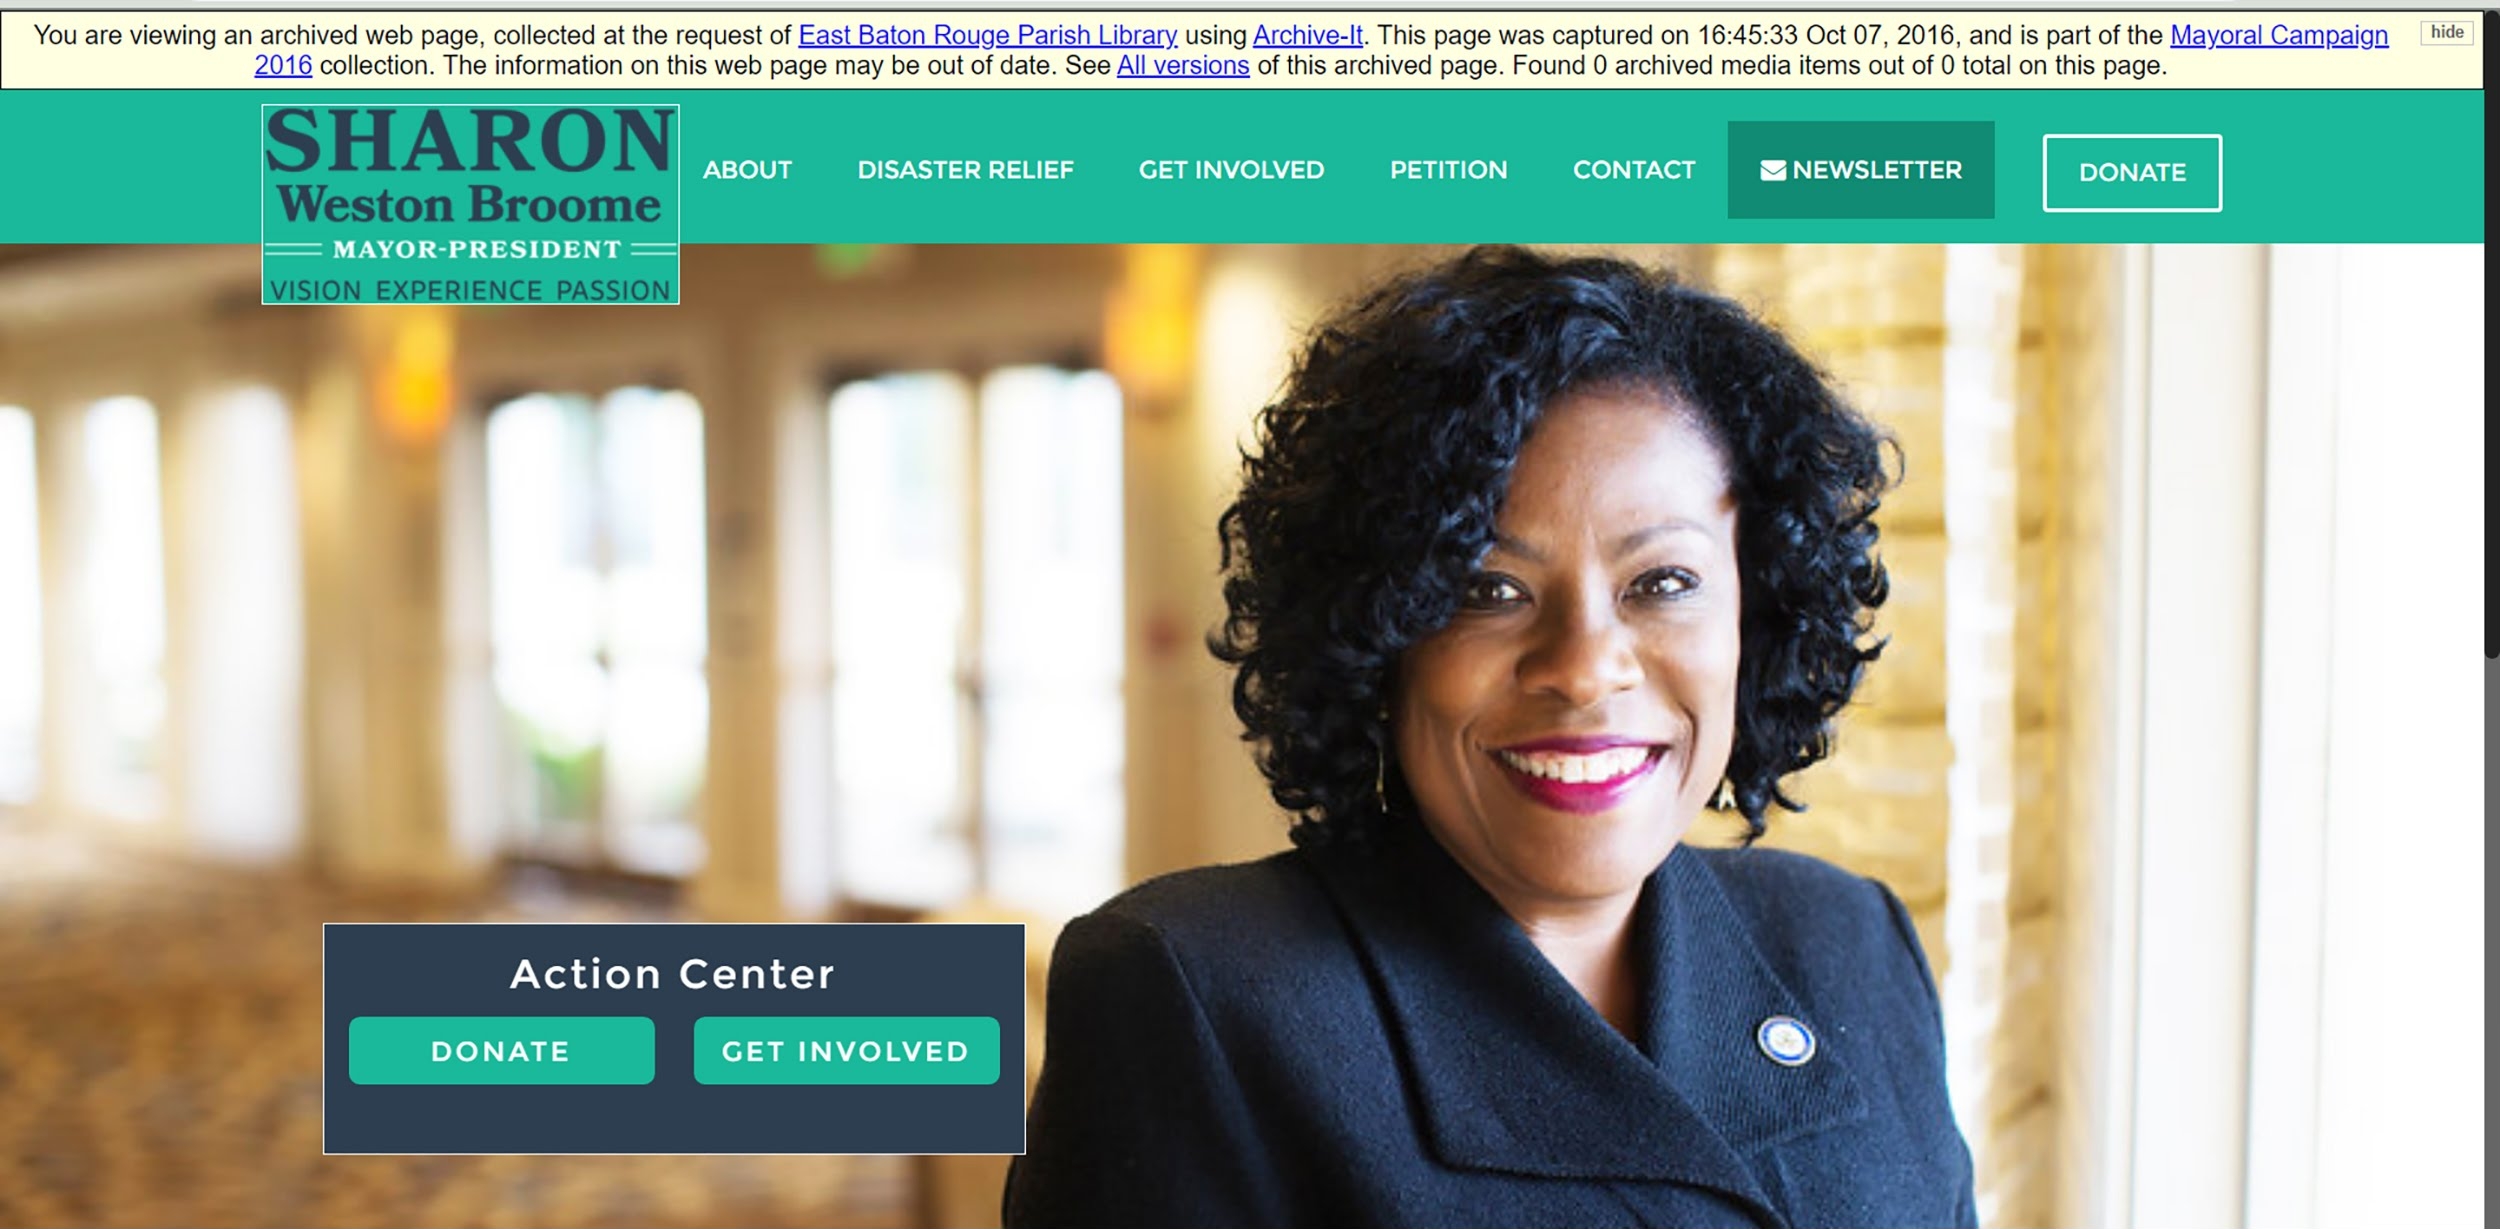 You are viewing an archived web page, collected at the request of East Baton Rouge Parish Library using Archive-It. This page was captured on 16:45:33 Oct 07, 2016, and is part of the Mayoral Campaign
2016 collection. The information on this web page may be out of date. See All versions of this archived page. Found 0 archived media items out of 0 total on this page.
hide
SHARON
Weston Broome
MAYOR-PRESIDENT
VISION EXPERIENCE PASSION
ABOUT DISASTER RELIEF GET INVOLVED PETITION CONTACT NEWSLETTER DONATE
Action Center
DONATE GET INVOLVED